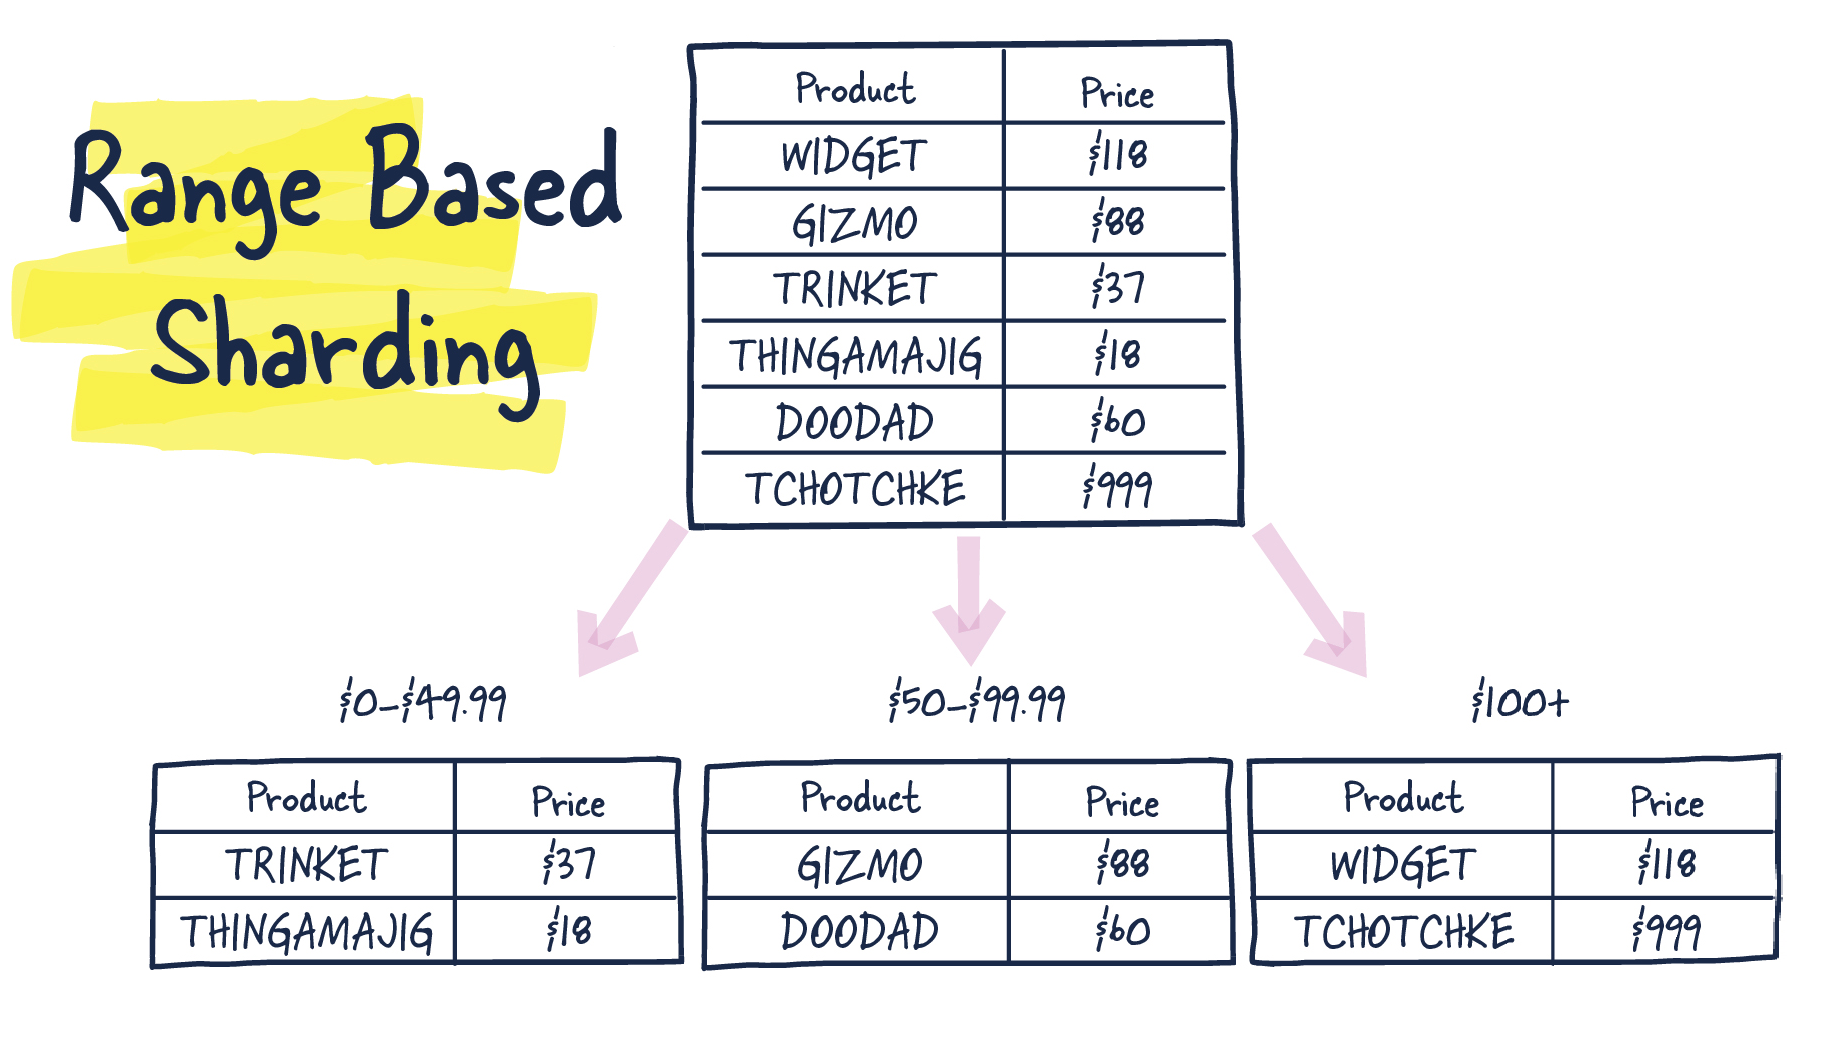 Range Based
Sharding
Product Price
WIDGET $118
GIZMO $88
TRINKET $37
THINGAMAJIG $18
DOODAD $60
TCHOTCHKE $999
$0-$49.99
Product Price
TRINKET $37
THINGAMAJIG $18
$50-$99.99
Product Price
GIZMO $88
DOODAD $60
$100+
Product Price
WIDGET $118
TCHOTCHKE $999